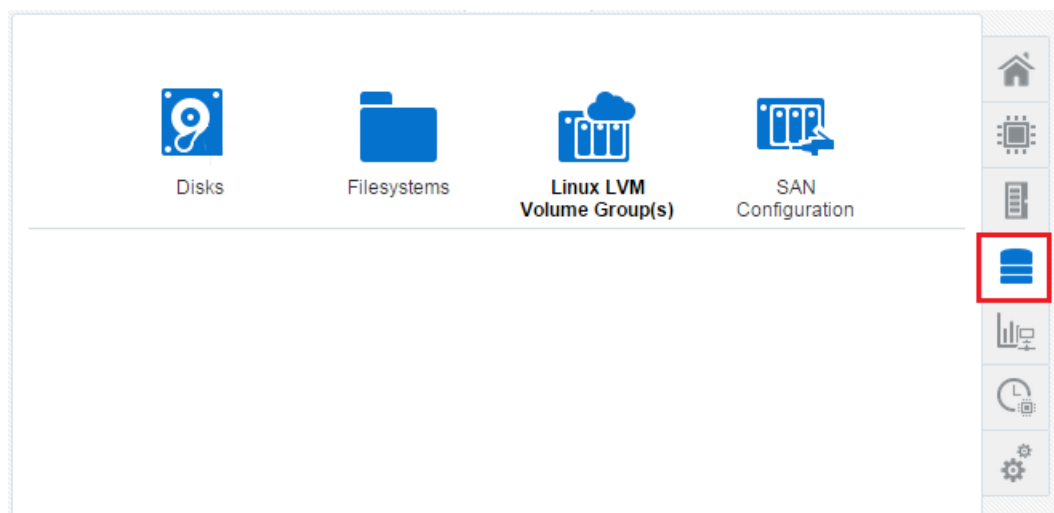 Disks
Filesystems
Linux LVM
Volume Group(s)
SAN
Configuration